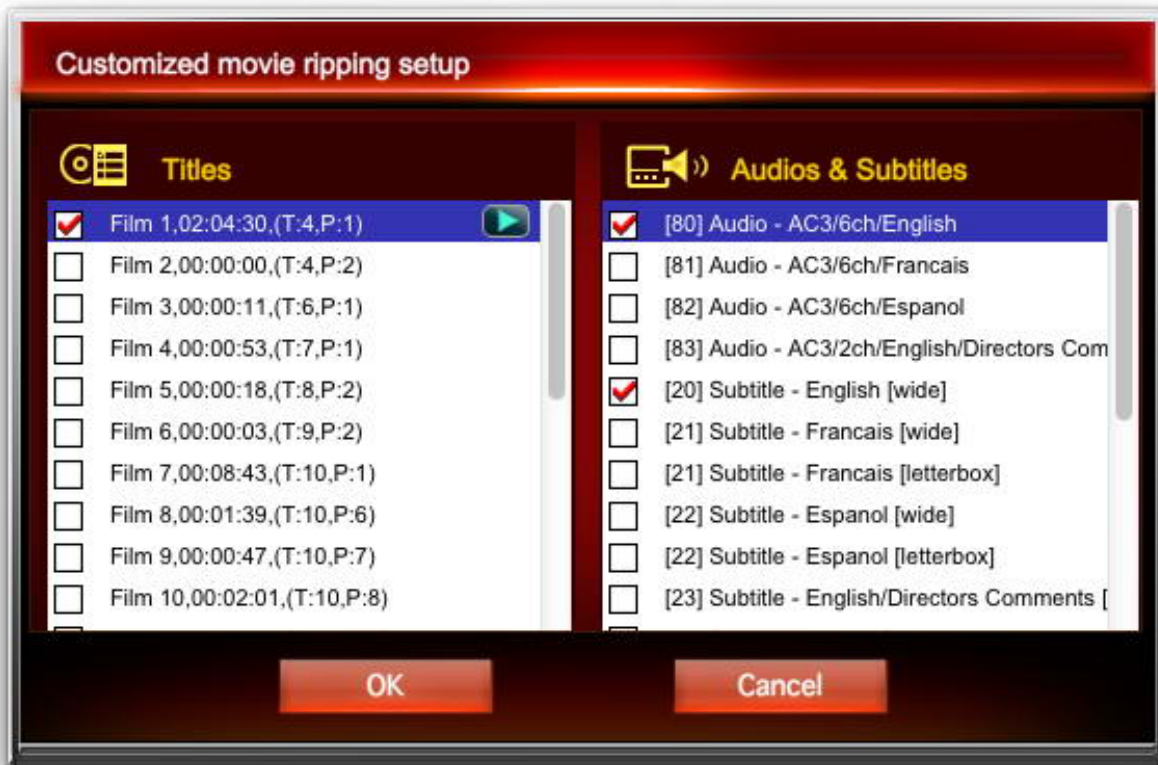 Customized movie ripping setup
Titles
Film 1,02:04:30,(T:4,P:1)
Film 2,00:00:00,(T:4,P:2)
Film 3,00:00:11,(T:6,P:1)
Film 4,00:00:53,(T:7,P:1)
Film 5,00:00:18,(T:8,P:2)
Film 6,00:00:03,(T:9,P:2)
Film 7,00:08:43,(T:10,P:1)
Film 8,00:01:39,(T:10,P:6)
Film 9,00:00:47,(T:10,P:7)
Film 10,00:02:01,(T:10,P:8)
Audios & Subtitles
[80] Audio - AC3/6ch/English
[81] Audio - AC3/6ch/Francais
[82] Audio - AC3/6ch/Espanol
[83] Audio - AC3/2ch/English/Directors Com
[20] Subtitle - English [wide]
[21] Subtitle - Francais [wide]
[21] Subtitle - Francais [letterbox]
[22] Subtitle - Espanol [wide]
[22] Subtitle - Espanol [letterbox]
[23] Subtitle - English/Directors Comments [
OK
Cancel